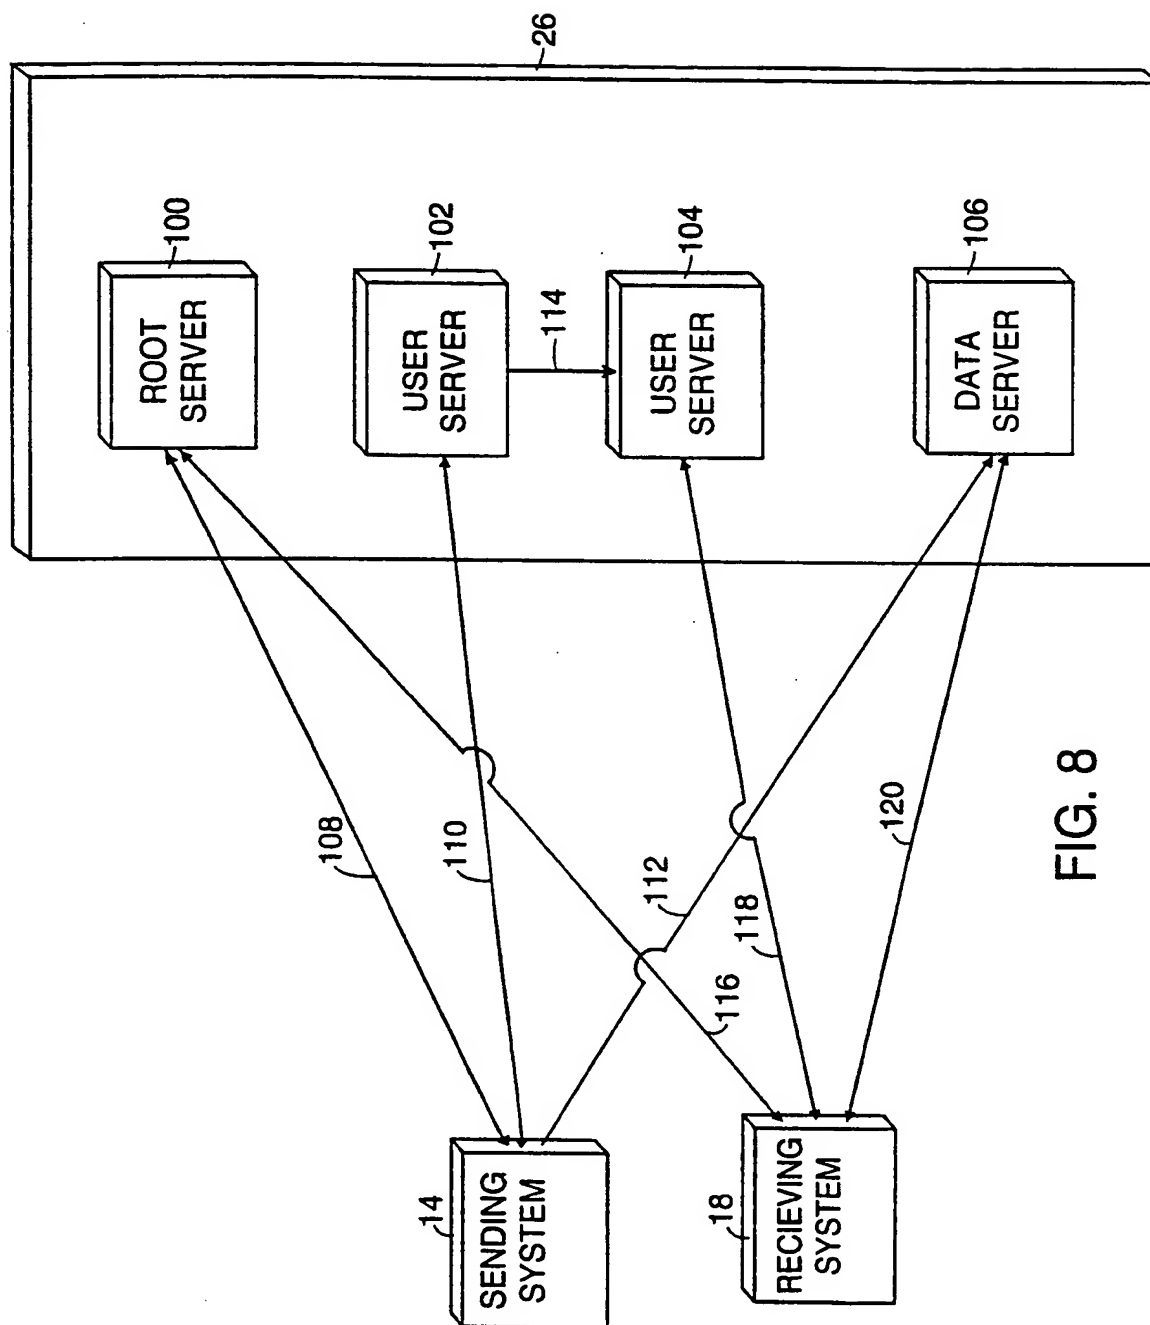 26
100
ROOT
SERVER
102
USER
SERVER
114
104
USER
SERVER
106
DATA
SERVER
108
110
112
116
118
120
14
SENDING
SYSTEM
18
RECIEVING
SYSTEM
FIG. 8